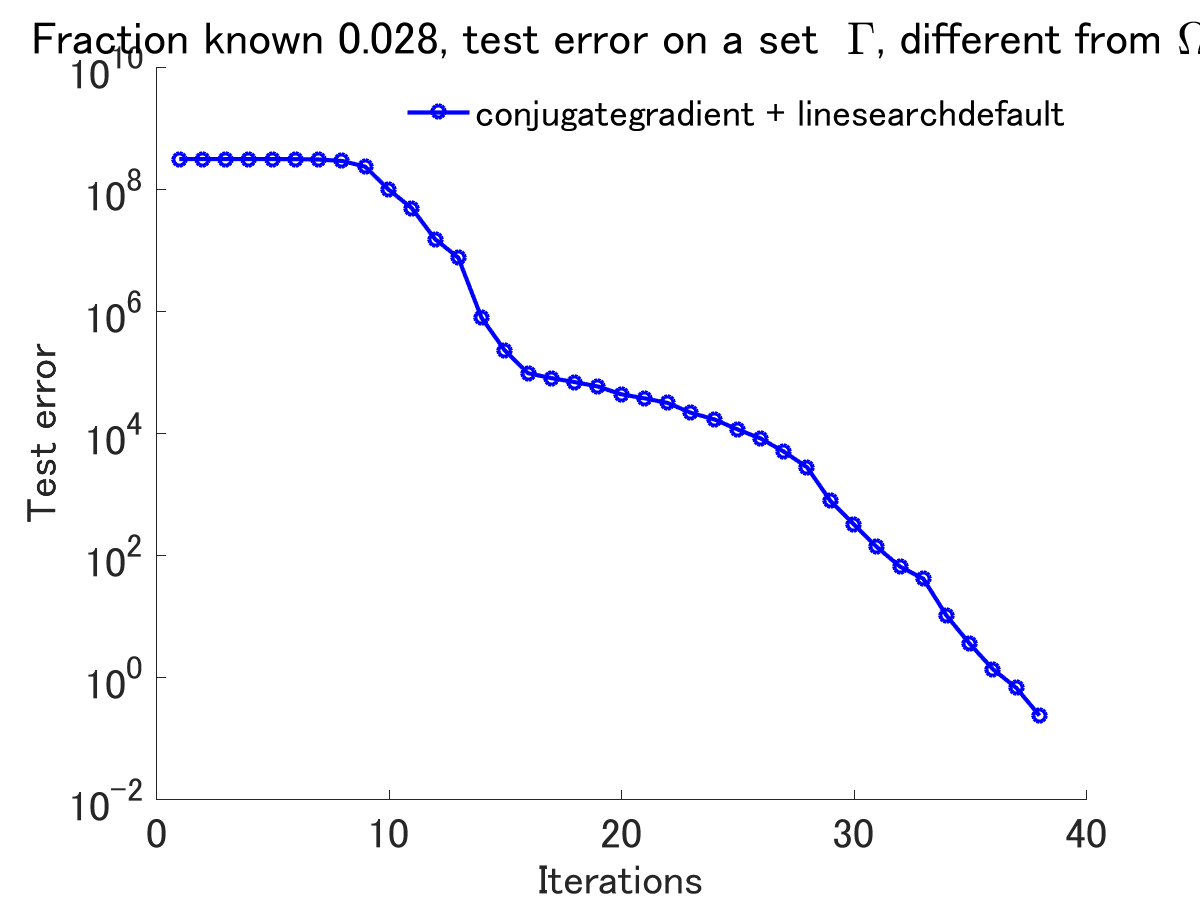 Fraction known 0.028, test error on a set Γ, different from Ω
10^10
conjugategradient + linesearchdefault
10^8
10^6
Test error
10^4
10^2
10^0
10^−2
0 10 20 30 40
Iterations